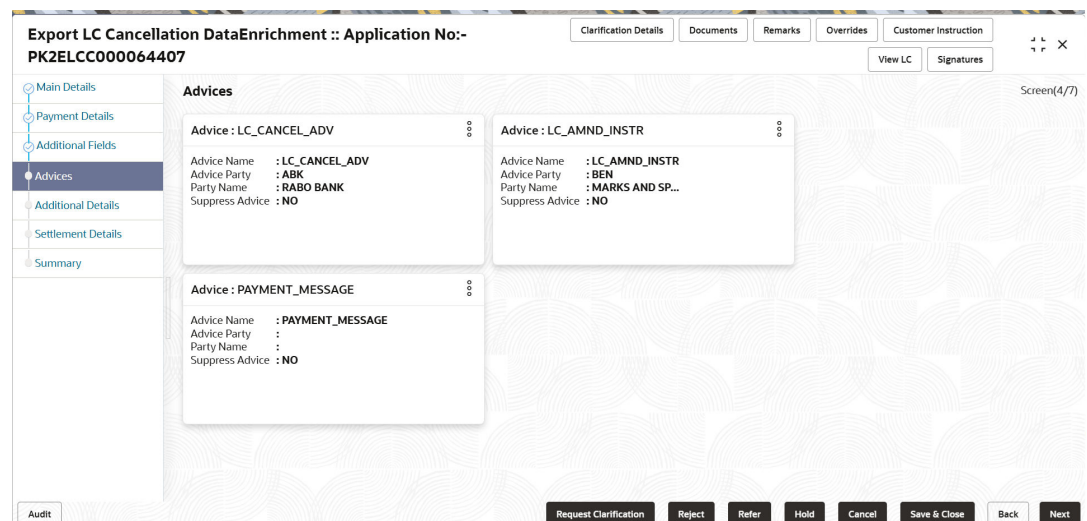 Export LC Cancellation DataEnrichment :: Application No:-
PK2ELCC000064407
Clarification Details
Documents
Remarks
Overrides
Customer Instruction
View LC
Signatures
Main Details
Payment Details
Additional Fields
Advices
Additional Details
Settlement Details
Summary
Advices
Screen(4/7)
Advice : LC_CANCEL_ADV
Advice Name : LC_CANCEL_ADV
Advice Party : ABK
Party Name : RABO BANK
Suppress Advice : NO
Advice : LC_AMND_INSTR
Advice Name : LC_AMND_INSTR
Advice Party : BEN
Party Name : MARKS AND SP...
Suppress Advice : NO
Advice : PAYMENT_MESSAGE
Advice Name : PAYMENT_MESSAGE
Advice Party :
Party Name :
Suppress Advice : NO
Audit
Request Clarification
Reject
Refer
Hold
Cancel
Save & Close
Back
Next